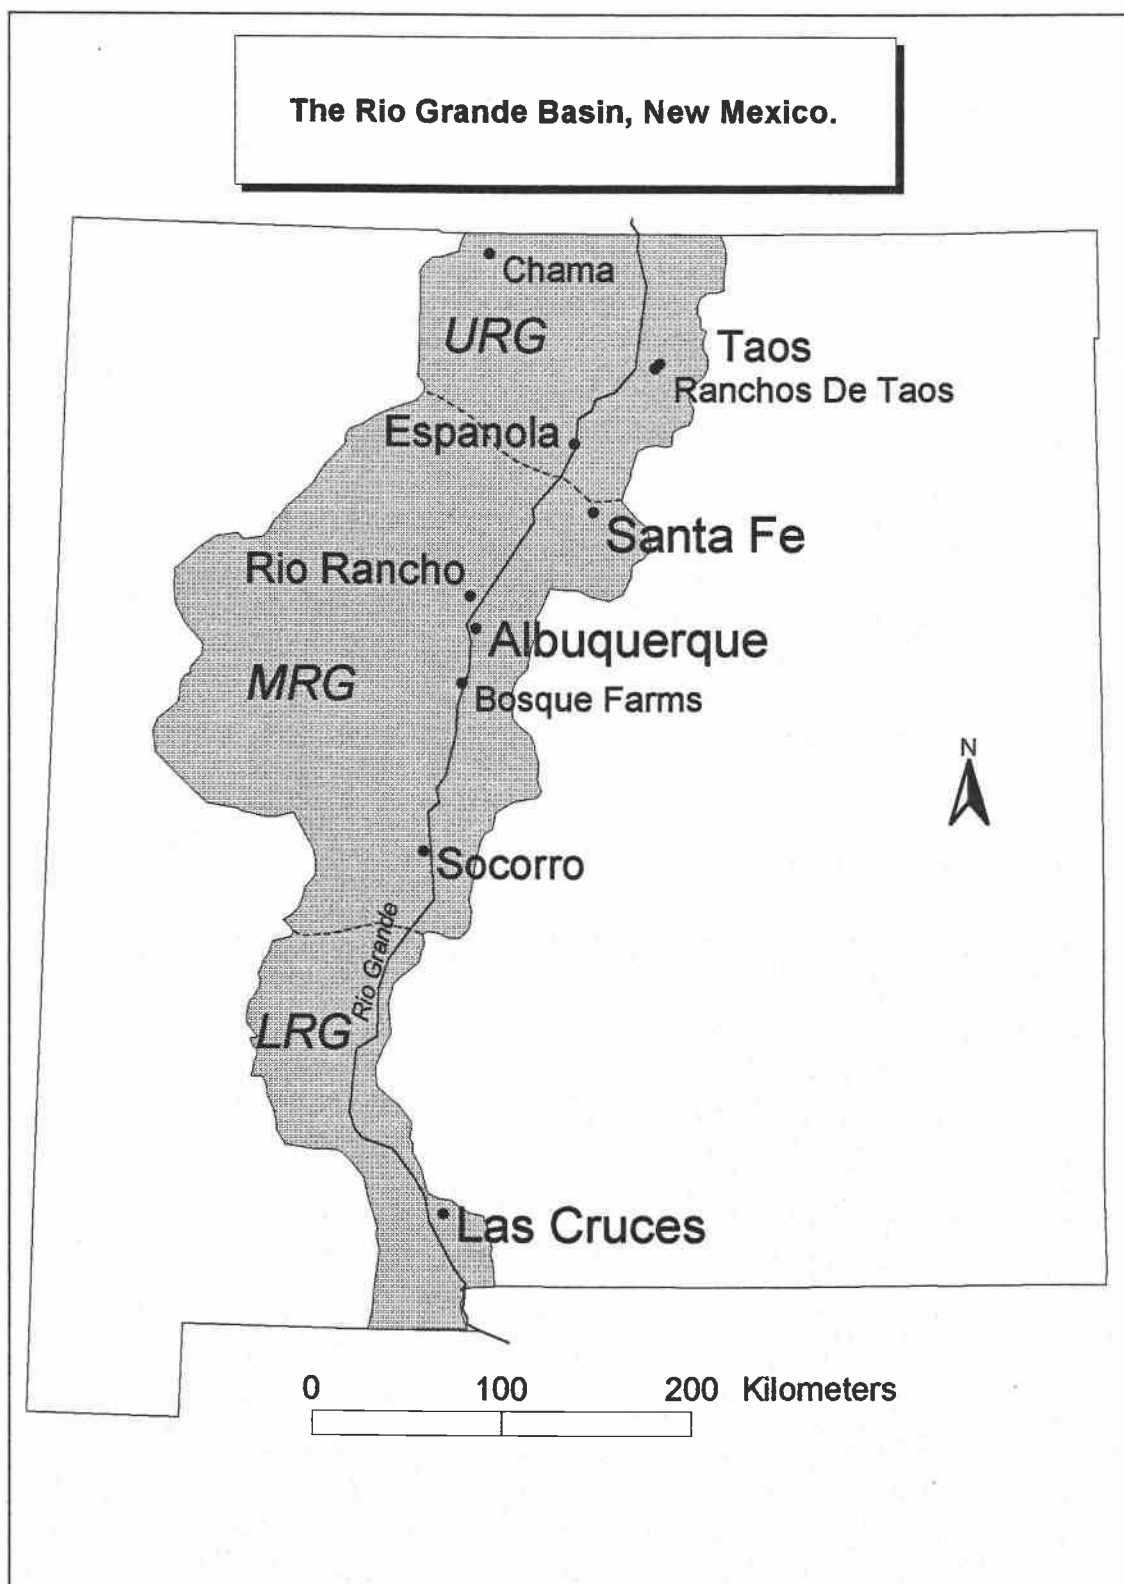 The Rio Grande Basin, New Mexico.
Chama
URG
Taos
Ranchos De Taos
Espanola
Santa Fe
Rio Rancho
Albuquerque
MRG
Bosque Farms
N
Socorro
Rio Grande
LRG
Las Cruces
0 100 200 Kilometers